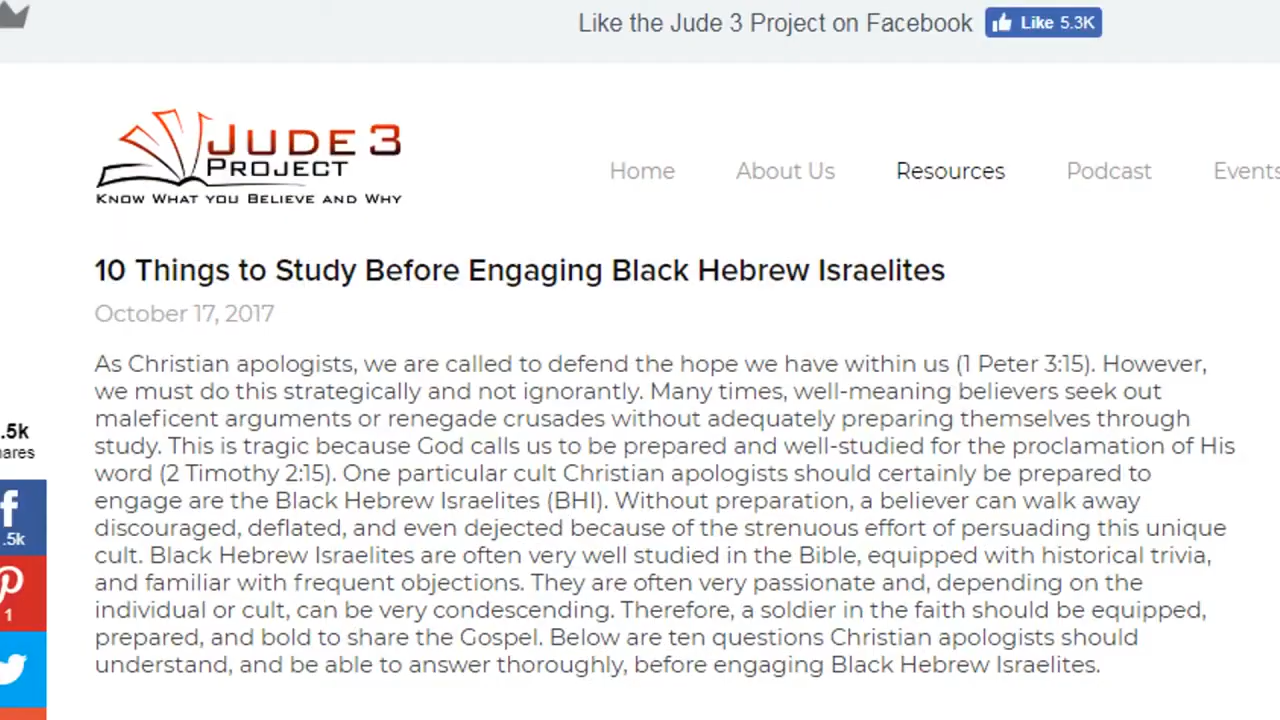 Like the Jude 3 Project on Facebook
Like 5.3K
JUDE 3
PROJECT
KNOW WHAT YOU BELIEVE AND WHY
Home About Us Resources Podcast Events
10 Things to Study Before Engaging Black Hebrew Israelites
October 17, 2017
As Christian apologists, we are called to defend the hope we have within us (1 Peter 3:15). However,
we must do this strategically and not ignorantly. Many times, well-meaning believers seek out
maleficent arguments or renegade crusades without adequately preparing themselves through
study. This is tragic because God calls us to be prepared and well-studied for the proclamation of His
word (2 Timothy 2:15). One particular cult Christian apologists should certainly be prepared to
engage are the Black Hebrew Israelites (BHI). Without preparation, a believer can walk away
discouraged, deflated, and even dejected because of the strenuous effort of persuading this unique
cult. Black Hebrew Israelites are often very well studied in the Bible, equipped with historical trivia,
and familiar with frequent objections. They are often very passionate and, depending on the
individual or cult, can be very condescending. Therefore, a soldier in the faith should be equipped,
prepared, and bold to share the Gospel. Below are ten questions Christian apologists should
understand, and be able to answer thoroughly, before engaging Black Hebrew Israelites.
.5k
ares
.5k
1